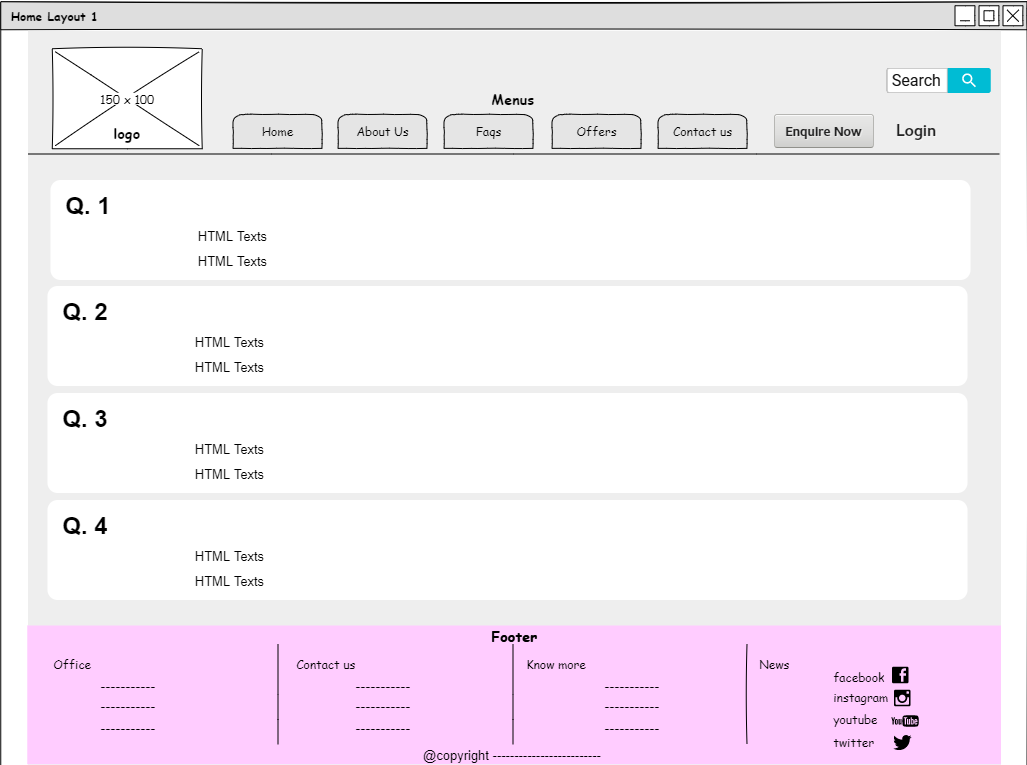 Home Layout 1
150 x 100
logo
Menus
Search
Home
About Us
Faqs
Offers
Contact us
Enquire Now
Login
Q. 1
HTML Texts
HTML Texts
Q. 2
HTML Texts
HTML Texts
Q. 3
HTML Texts
HTML Texts
Q. 4
HTML Texts
HTML Texts
Footer
Office
-----------
-----------
-----------
Contact us
-----------
-----------
-----------
Know more
-----------
-----------
-----------
News
facebook
instagram
youtube
YouTube
twitter
@copyright -------------------------